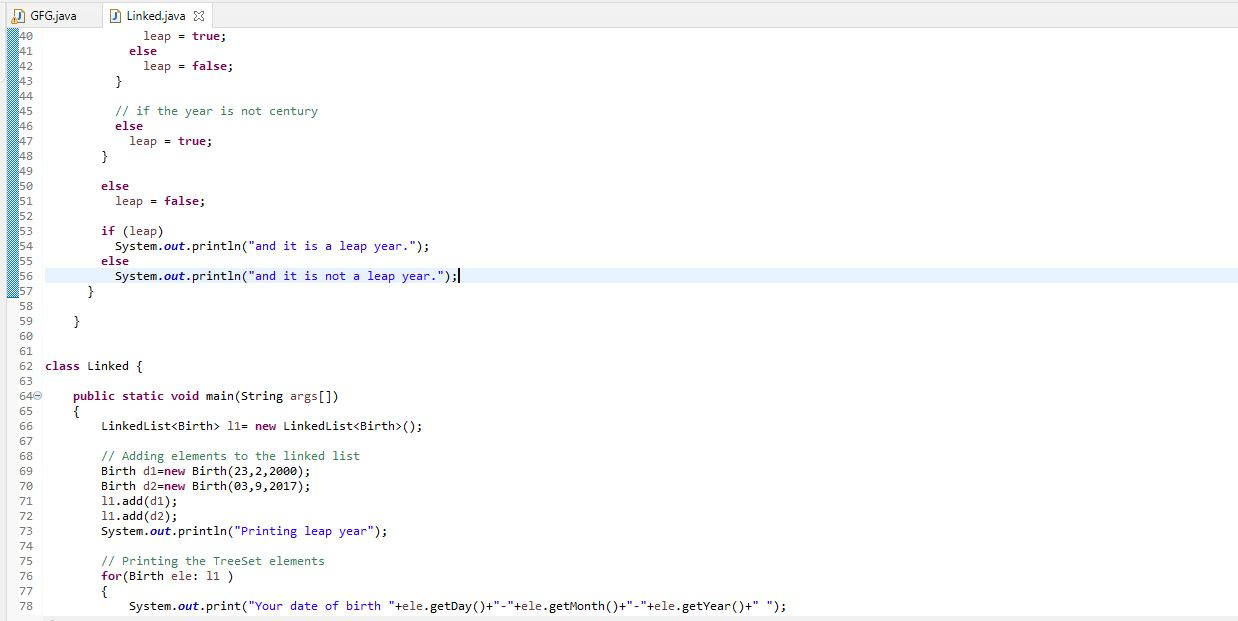 GFG.java Linked.java
40 leap = true;
41 else
42 leap = false;
43 }
44
45 // if the year is not century
46 else
47 leap = true;
48 }
49
50 else
51 leap = false;
52
53 if (leap)
54 System.out.println("and it is a leap year.");
55 else
56 System.out.println("and it is not a leap year.");
57 }
58
59 }
60
61
62 class Linked {
63
64 public static void main(String args[])
65 {
66 LinkedList<Birth> l1= new LinkedList<Birth>();
67
68 // Adding elements to the linked list
69 Birth d1=new Birth(23,2,2000);
70 Birth d2=new Birth(03,9,2017);
71 l1.add(d1);
72 l1.add(d2);
73 System.out.println("Printing leap year");
74
75 // Printing the TreeSet elements
76 for(Birth ele: l1 )
77 {
78 System.out.print("Your date of birth "+ele.getDay()+"-"+ele.getMonth()+"-"+ele.getYear()+" ");